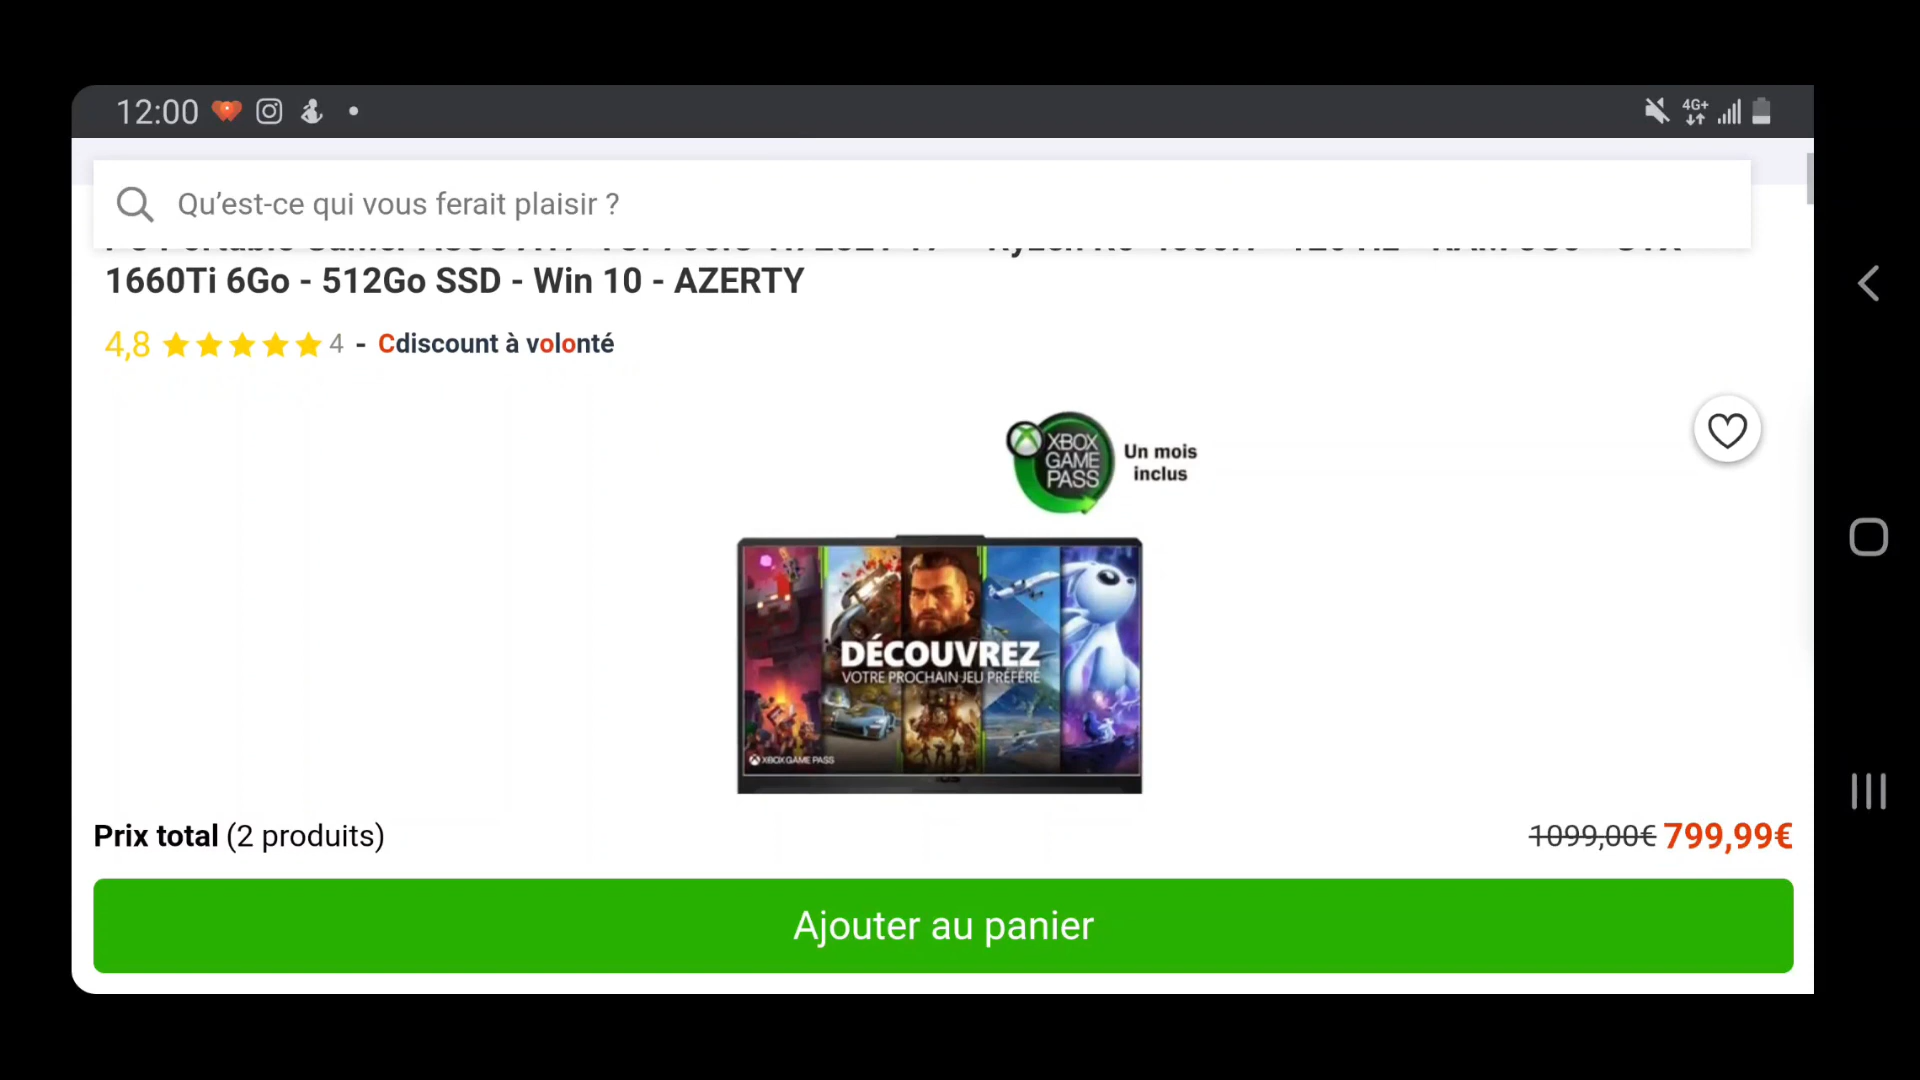 12:00
4G+
Qu’est-ce qui vous ferait plaisir ?
1660Ti 6Go - 512Go SSD - Win 10 - AZERTY
4,8 4 - Cdiscount à volonté
XBOX
GAME
PASS
Un mois
inclus
DÉCOUVREZ
VOTRE PROCHAIN JEU PRÉFÉRÉ
XBOX GAME PASS
Prix total (2 produits) 1099,00€ 799,99€
Ajouter au panier